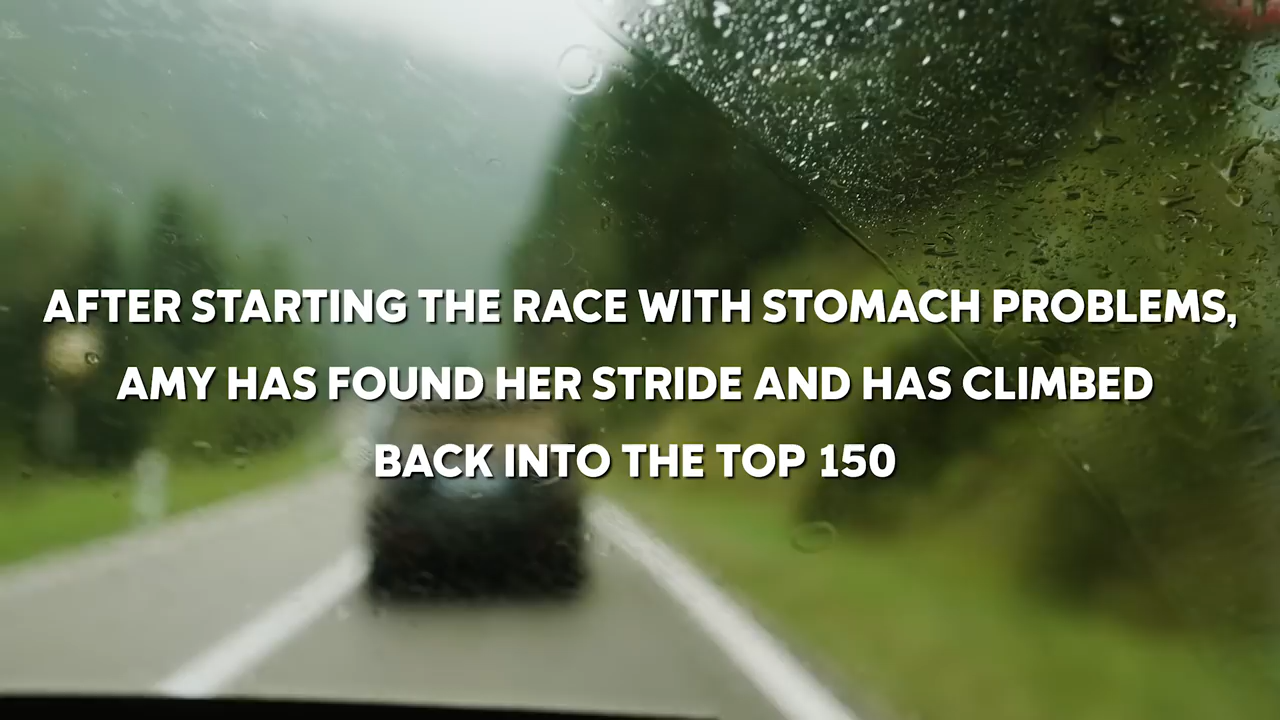 AFTER STARTING THE RACE WITH STOMACH PROBLEMS,
AMY HAS FOUND HER STRIDE AND HAS CLIMBED
BACK INTO THE TOP 150